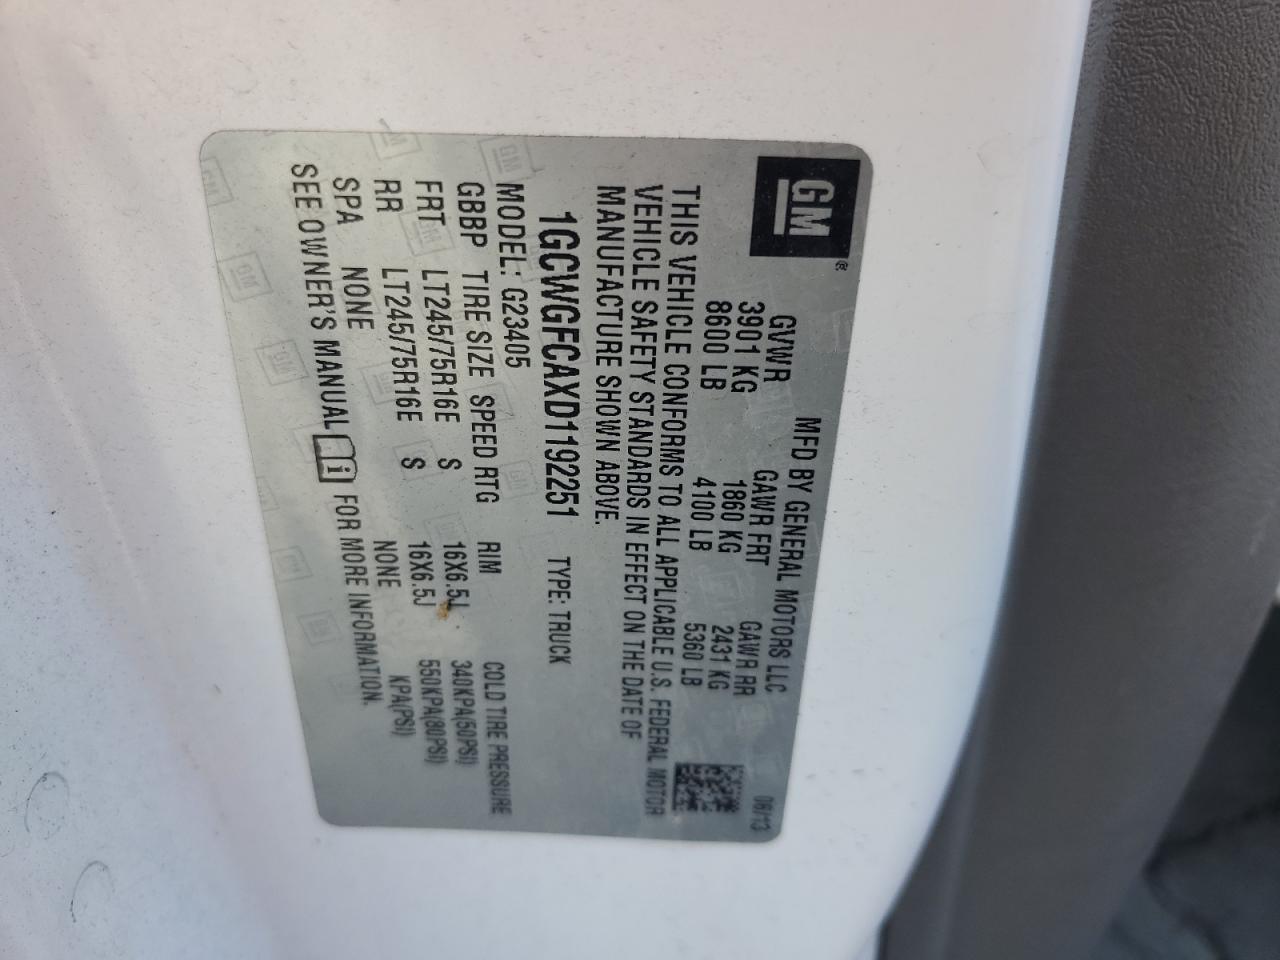 GM®
MFD BY GENERAL MOTORS LLC 06/13
GVWR GAWR FRT GAWR RR
3901 KG 1860 KG 2431 KG
8600 LB 4100 LB 5360 LB
THIS VEHICLE CONFORMS TO ALL APPLICABLE U.S. FEDERAL MOTOR
VEHICLE SAFETY STANDARDS IN EFFECT ON THE DATE OF
MANUFACTURE SHOWN ABOVE.
1GCWGFCAXD1192251 TYPE: TRUCK
MODEL: G23405
GBBP TIRE SIZE SPEED RTG RIM COLD TIRE PRESSURE
FRT LT245/75R16E S 16X6.5J 340KPA(50PSI)
RR LT245/75R16E S 16X6.5J 550KPA(80PSI)
SPA NONE NONE KPA(PSI)
SEE OWNER'S MANUAL i FOR MORE INFORMATION.